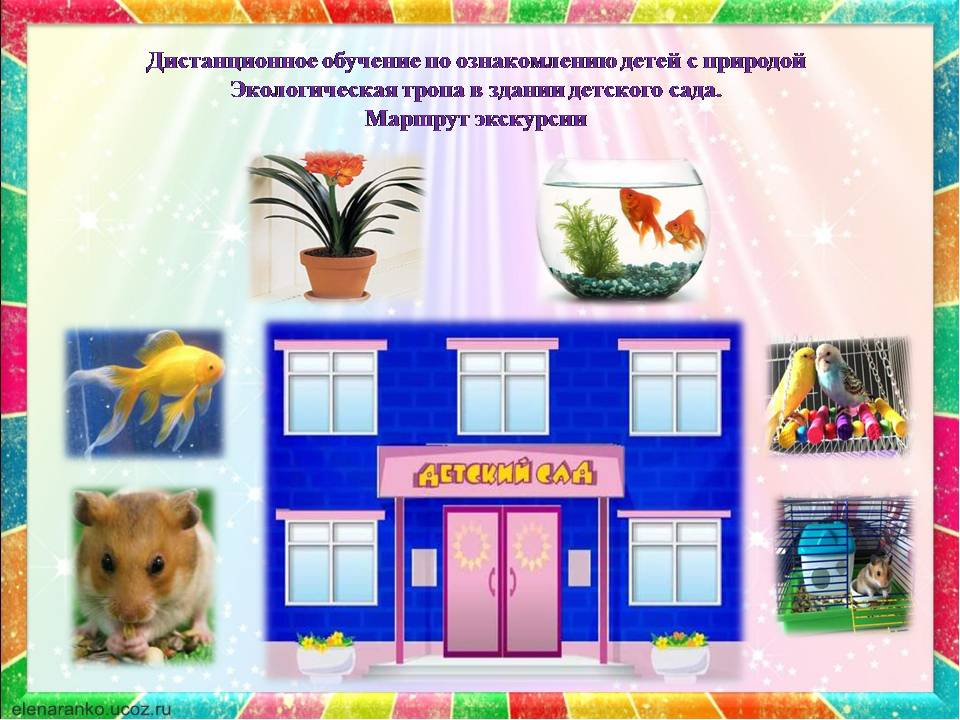 Дистанционное обучение по ознакомлению детей с природой
Экологическая тропа в здании детского сада.
Маршрут экскурсии
ДЕТСКИЙ САД
elenaranko.ucoz.ru